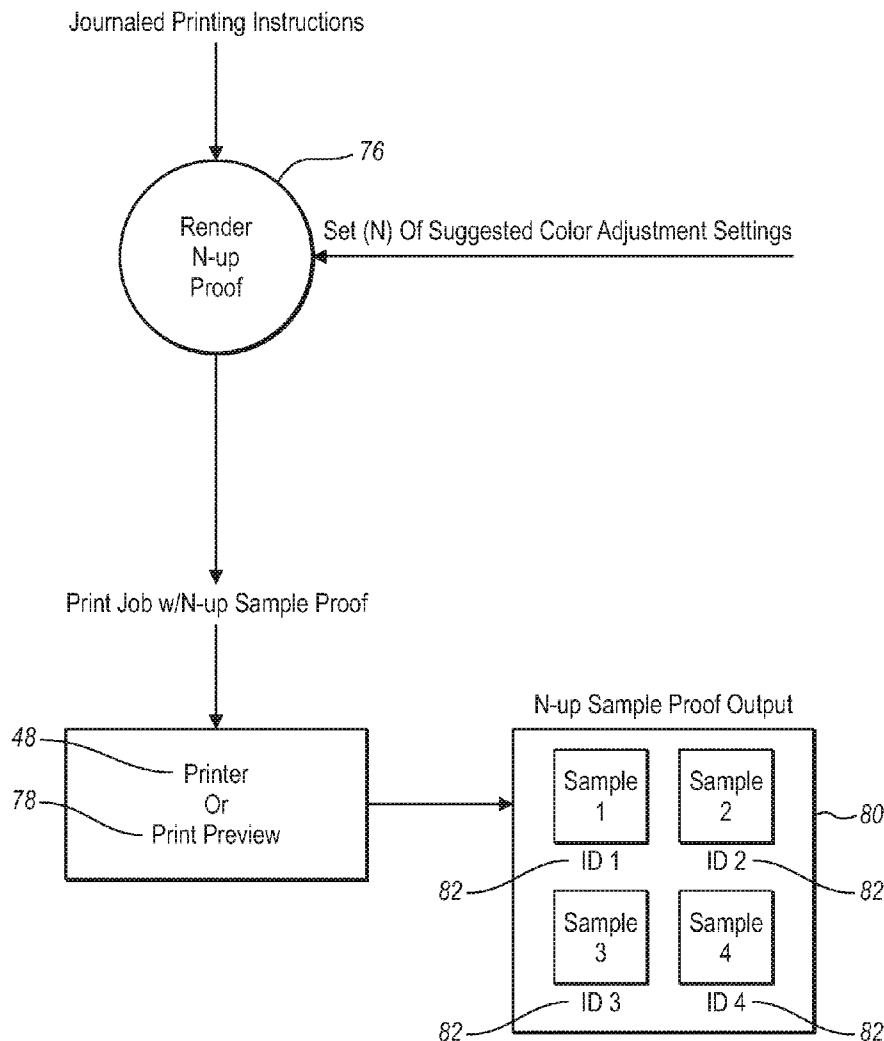 Journaled Printing Instructions
76
Render
N-up
Proof
Set (N) Of Suggested Color Adjustment Settings
Print Job w/N-up Sample Proof
48
Printer
Or
78
Print Preview
N-up Sample Proof Output
Sample
1
Sample
2
80
ID 1
ID 2
82
82
Sample
3
Sample
4
ID 3
ID 4
82
82